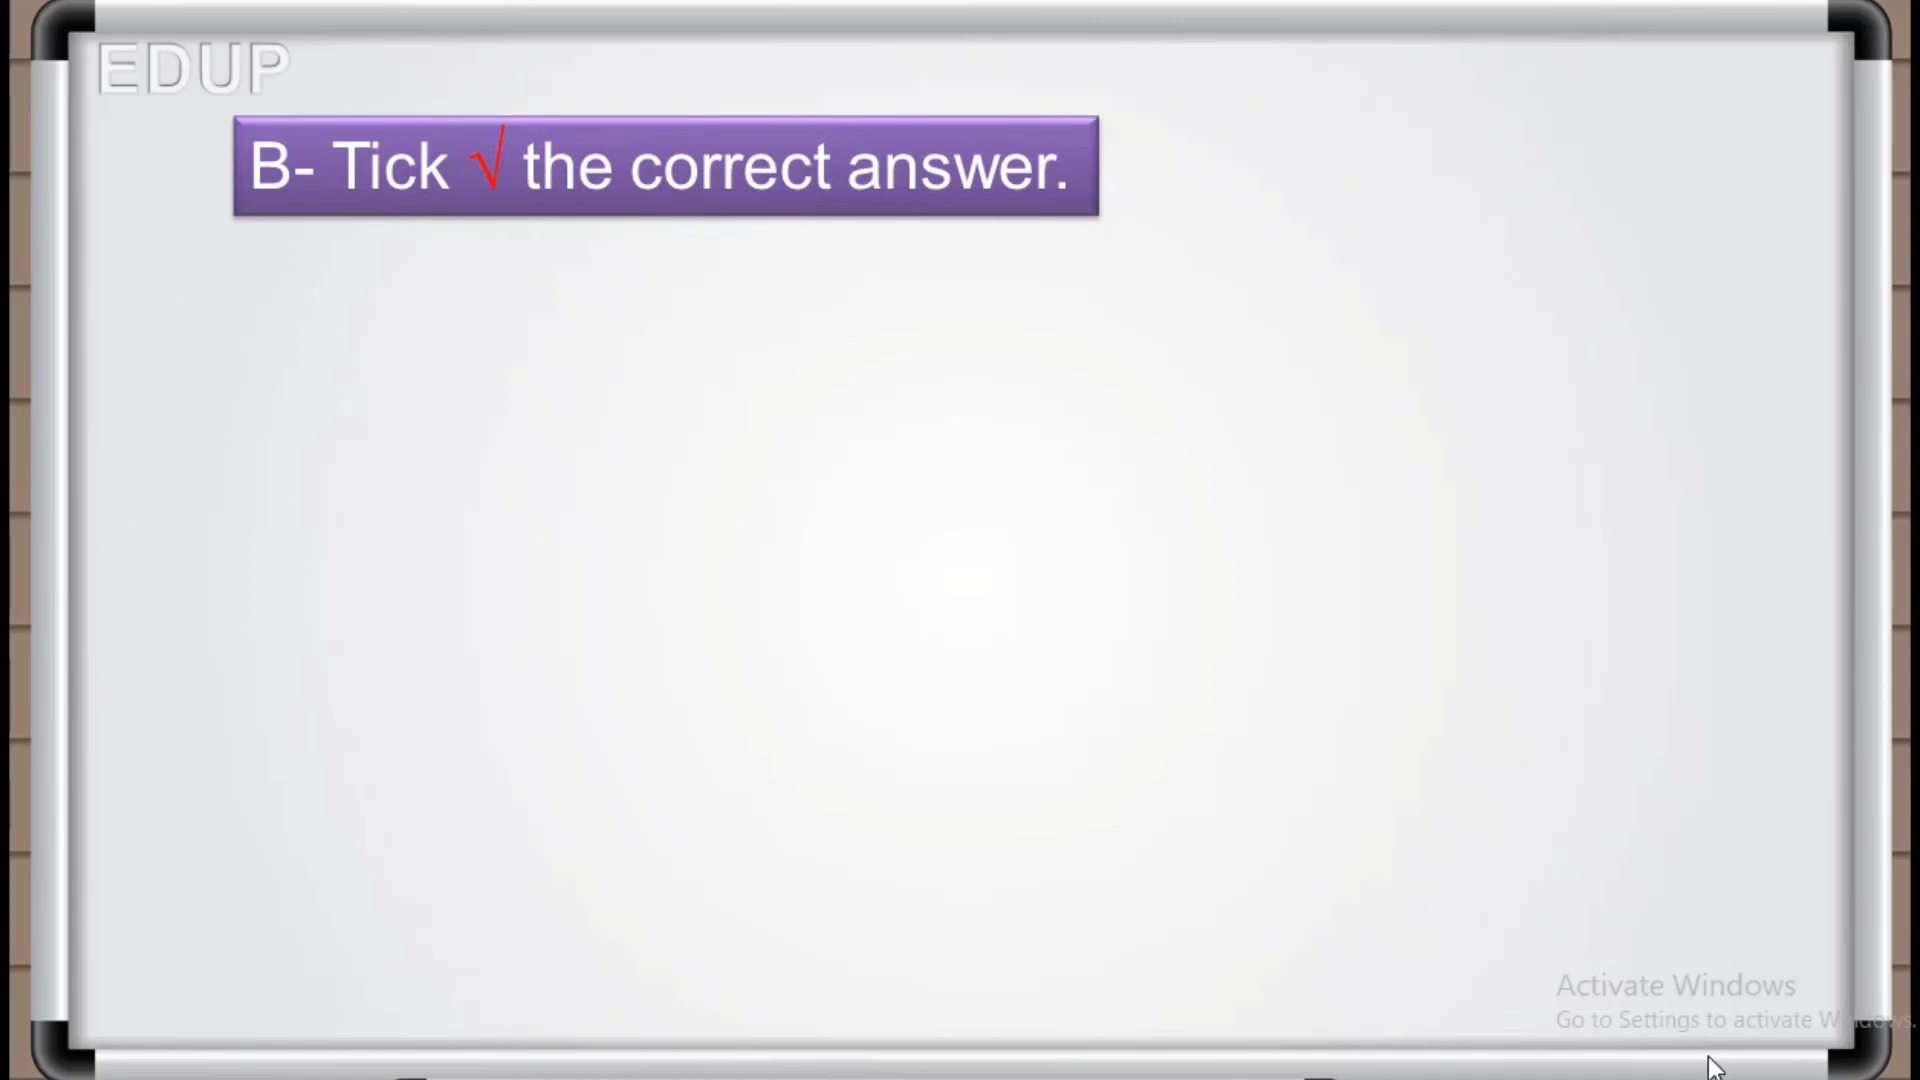 EDUP
B- Tick √ the correct answer.
Activate Windows
Go to Settings to activate Windows.